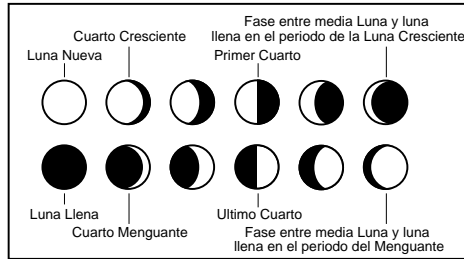 Fase entre media Luna y luna
llena en el periodo de la Luna Cresciente
Cuarto Cresciente
Luna Nueva
Primer Cuarto
Luna Llena
Cuarto Menguante
Ultimo Cuarto
Fase entre media Luna y luna
llena en el periodo del Menguante